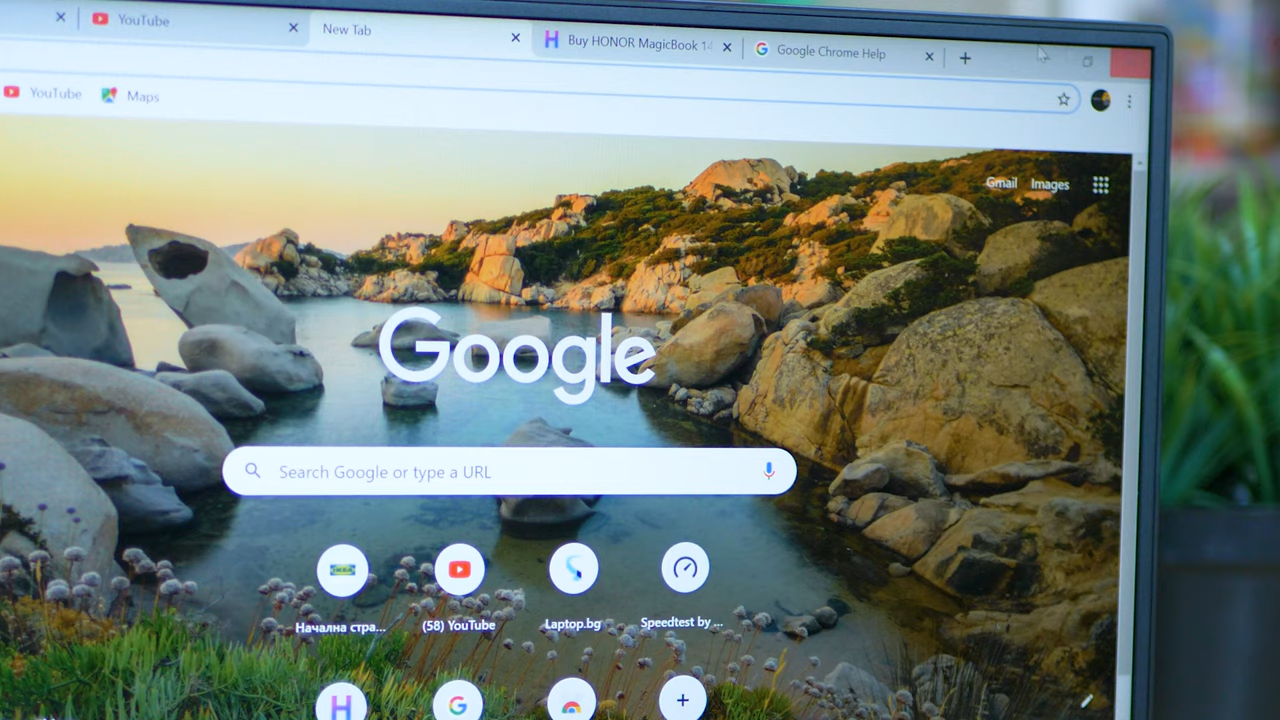 YouTube
New Tab
Buy HONOR MagicBook 14
Google Chrome Help
YouTube
Maps
Gmail
Images
Google
Search Google or type a URL
IKEA
Начална стра...
(58) YouTube
Laptop.bg
Speedtest by ...